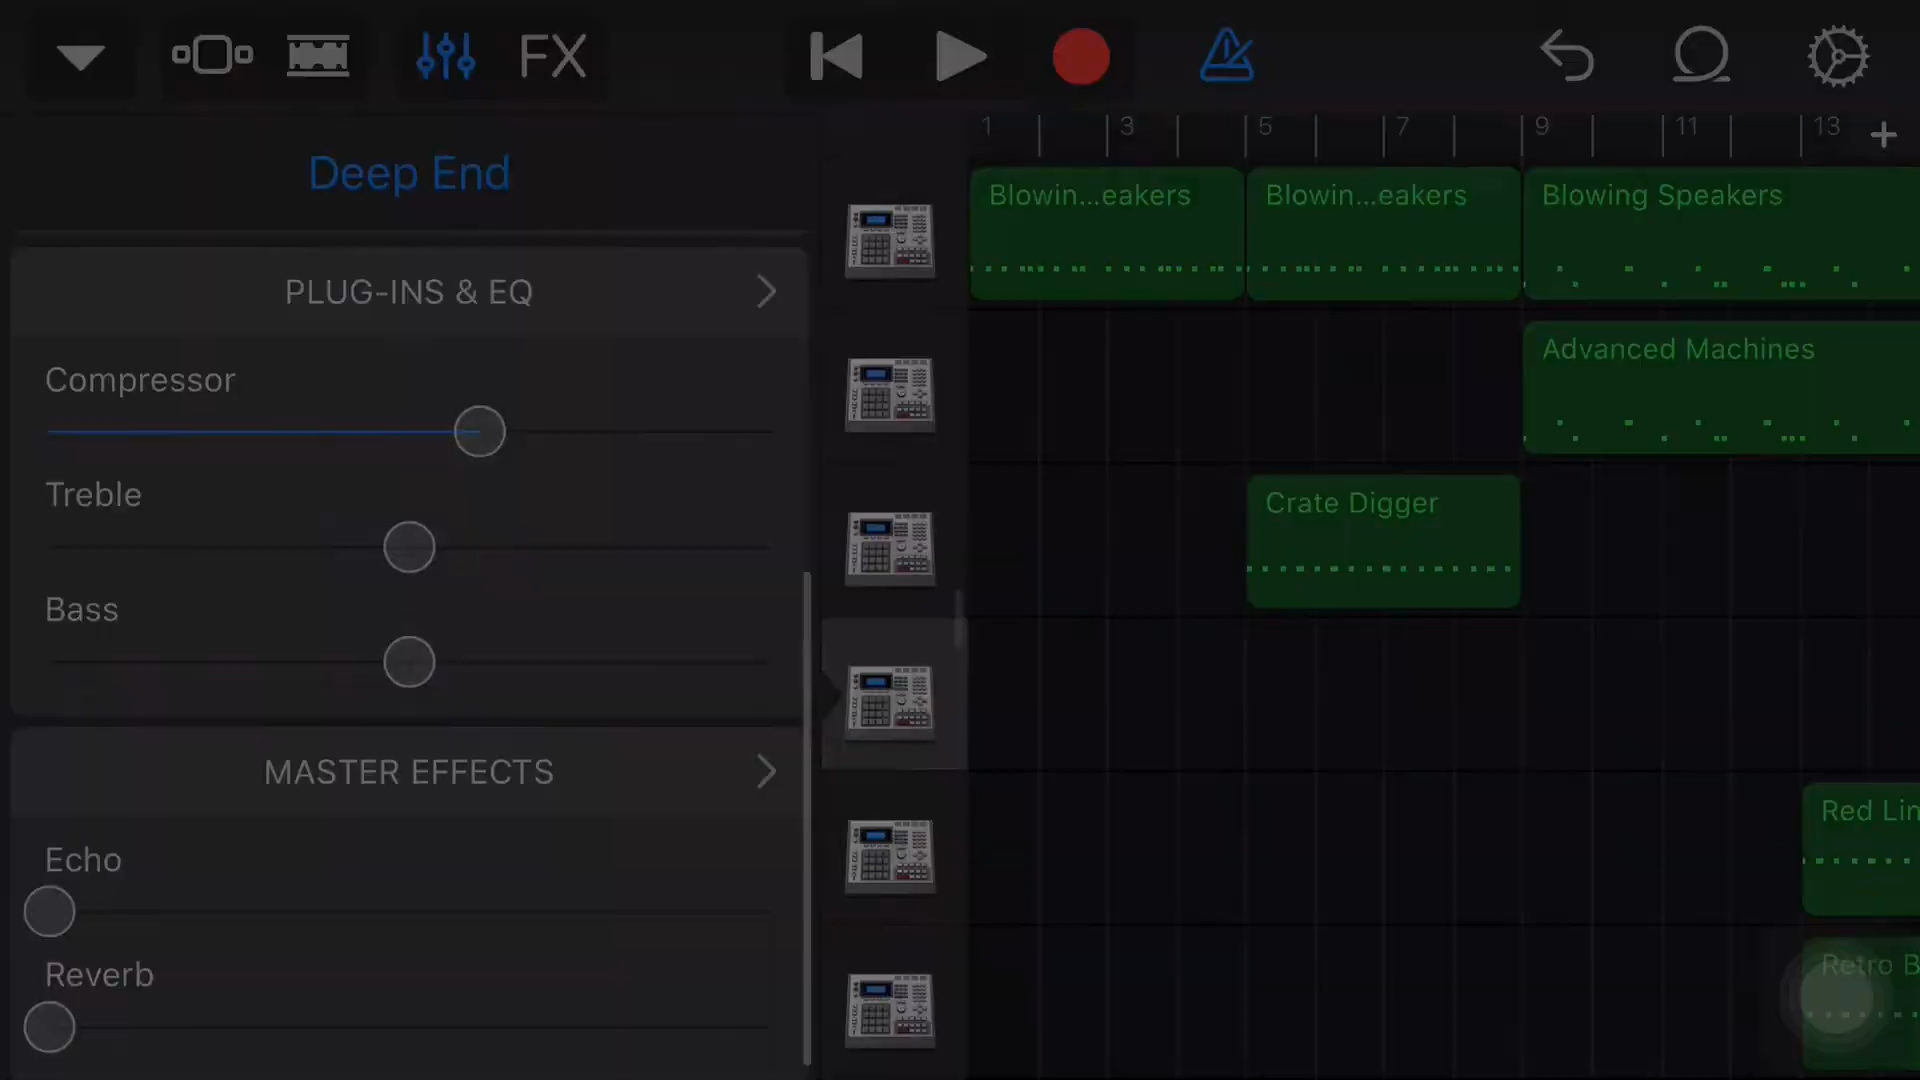 FX
1
3
5
7
9
11
13
+
Deep End
Blowin...eakers
Blowin...eakers
Blowing Speakers
PLUG-INS & EQ
Compressor
Advanced Machines
Treble
Crate Digger
Bass
MASTER EFFECTS
Red Lin
Echo
Retro B
Reverb